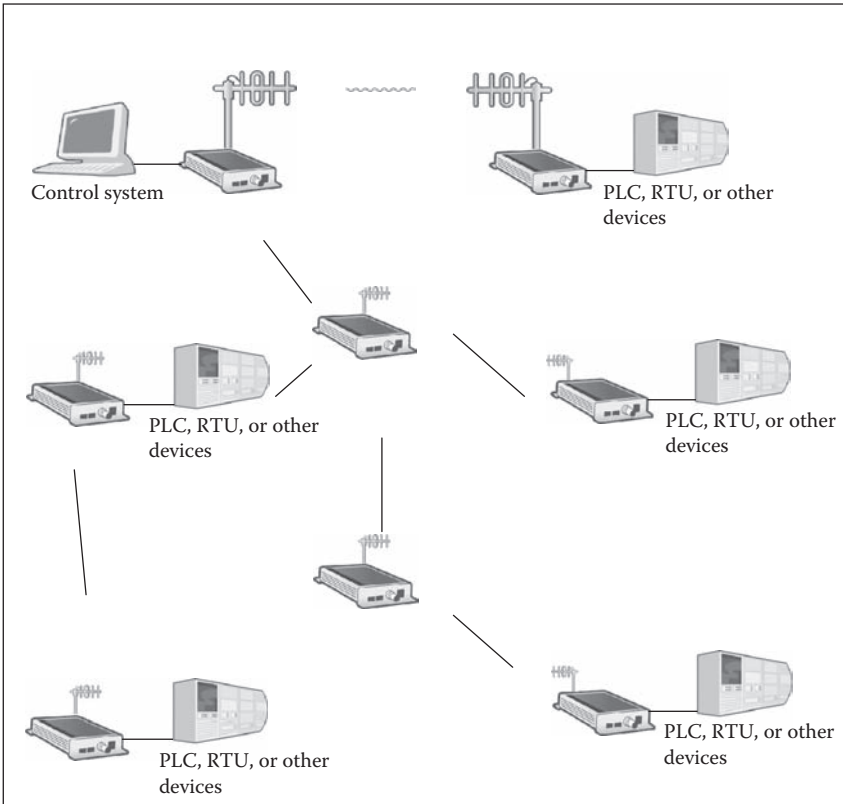 Control system
PLC, RTU, or other
devices
PLC, RTU, or other
devices
PLC, RTU, or other
devices
PLC, RTU, or other
devices
PLC, RTU, or other
devices